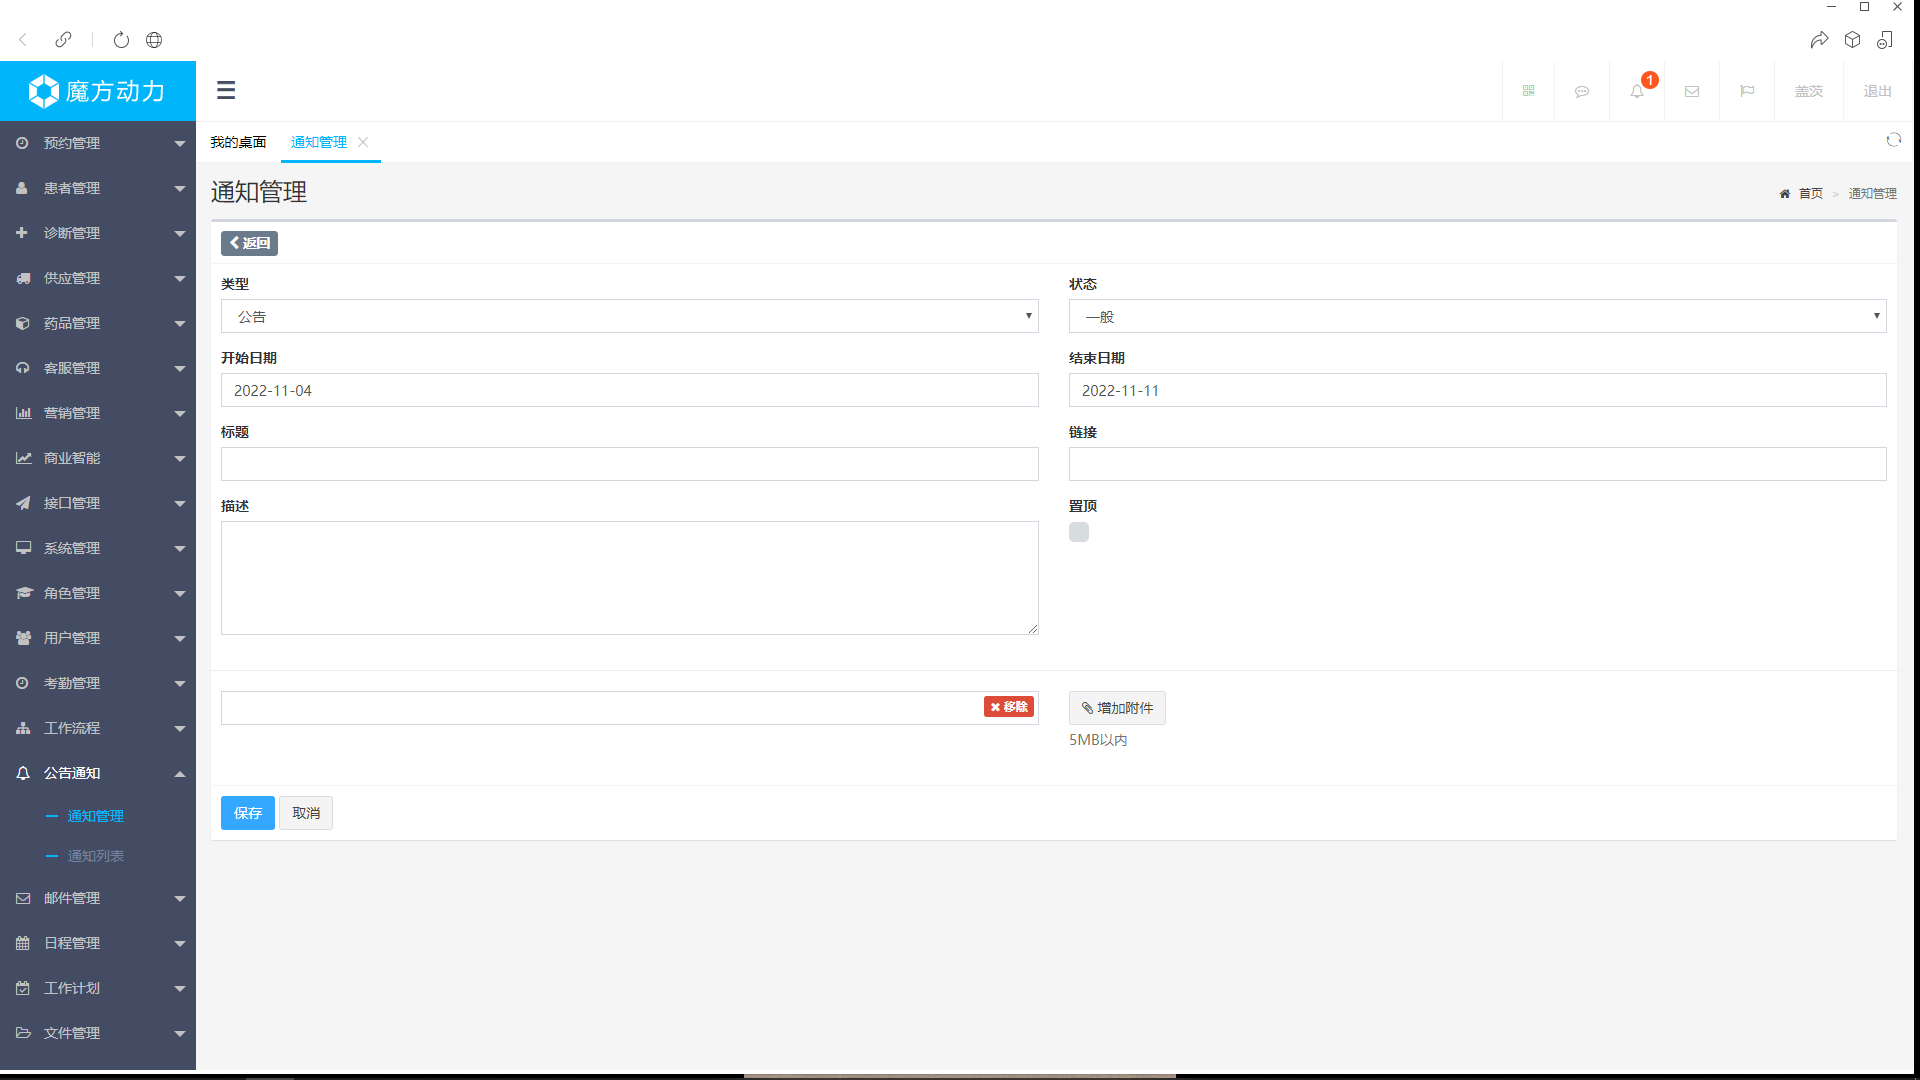 魔方动力
1
盖茨
退出
预约管理
患者管理
诊断管理
供应管理
药品管理
客服管理
营销管理
商业智能
接口管理
系统管理
角色管理
用户管理
考勤管理
工作流程
公告通知
通知管理
通知列表
邮件管理
日程管理
工作计划
文件管理
我的桌面
通知管理
通知管理
首页 > 通知管理
返回
类型
状态
公告
一般
开始日期
结束日期
2022-11-04
2022-11-11
标题
链接
描述
置顶
移除
增加附件
5MB以内
保存
取消